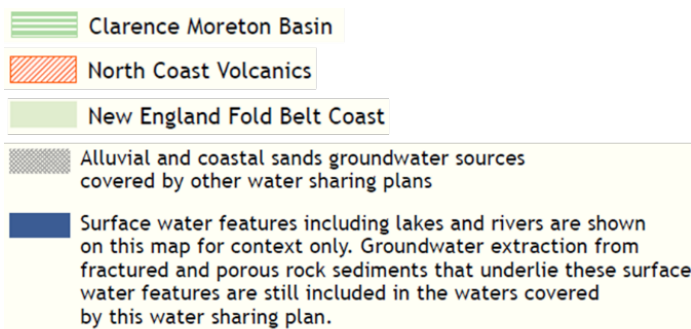 Clarence Moreton Basin
North Coast Volcanics
New England Fold Belt Coast
Alluvial and coastal sands groundwater sources
covered by other water sharing plans
Surface water features including lakes and rivers are shown
on this map for context only. Groundwater extraction from
fractured and porous rock sediments that underlie these surface
water features are still included in the waters covered
by this water sharing plan.